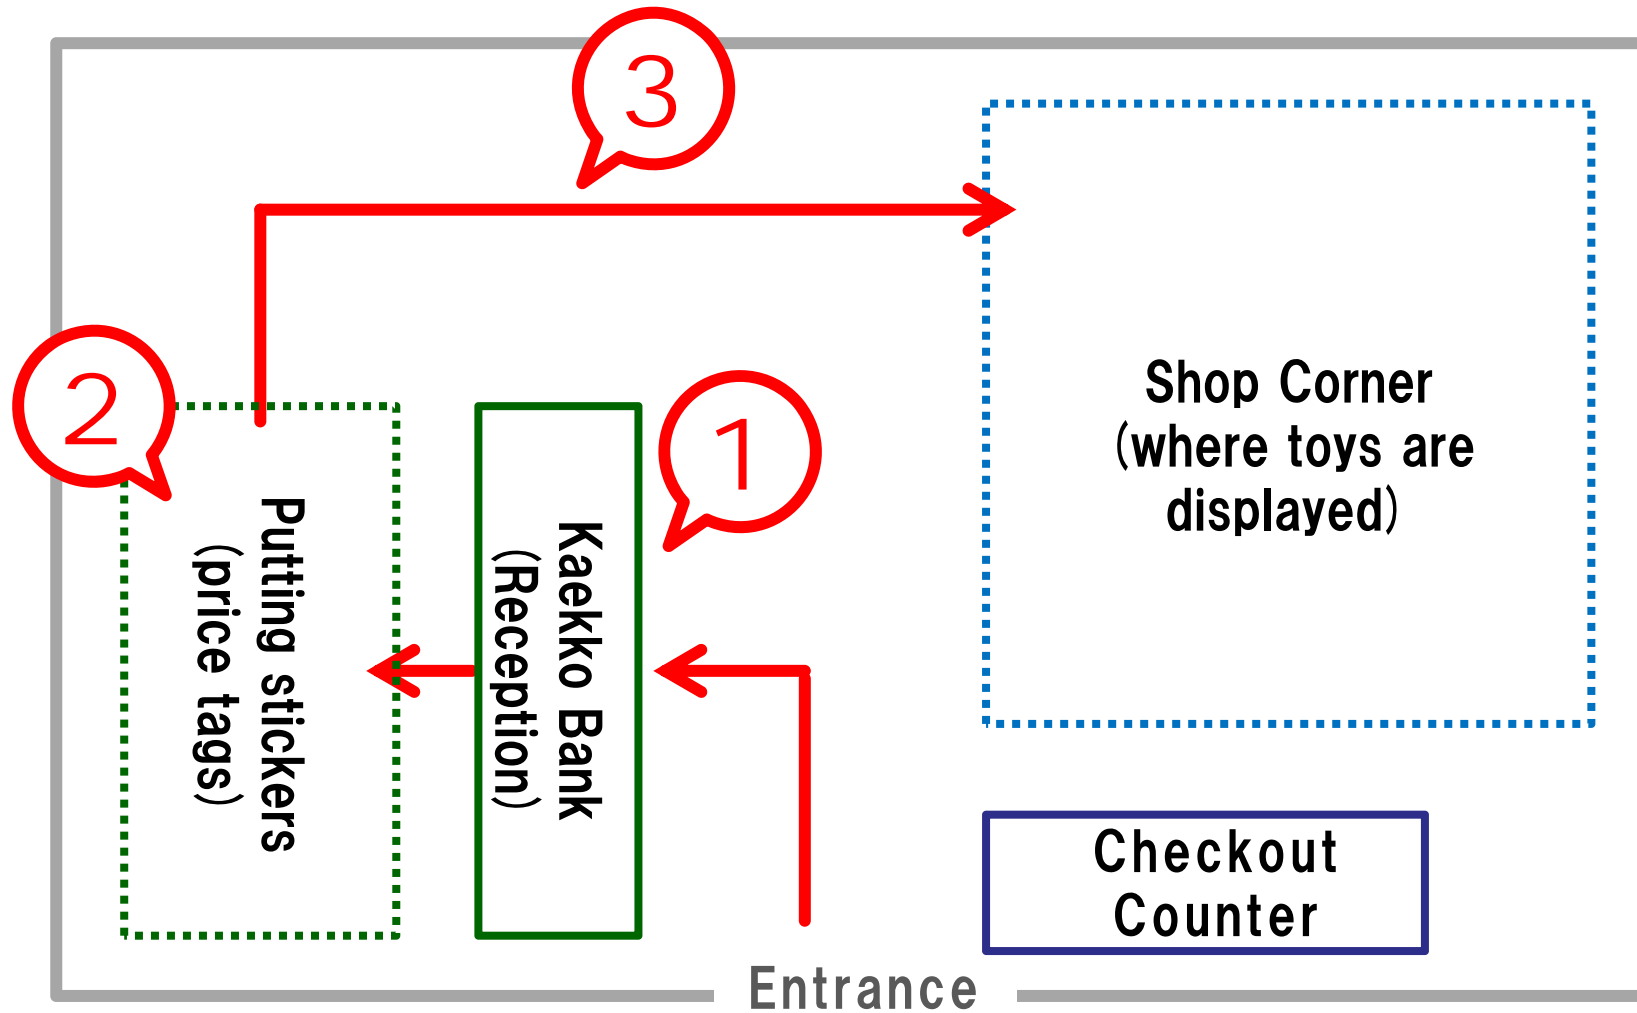 3
2
1
Putting stickers
(price tags)
Kaekko Bank
(Reception)
Shop Corner
(where toys are
displayed)
Checkout
Counter
Entrance